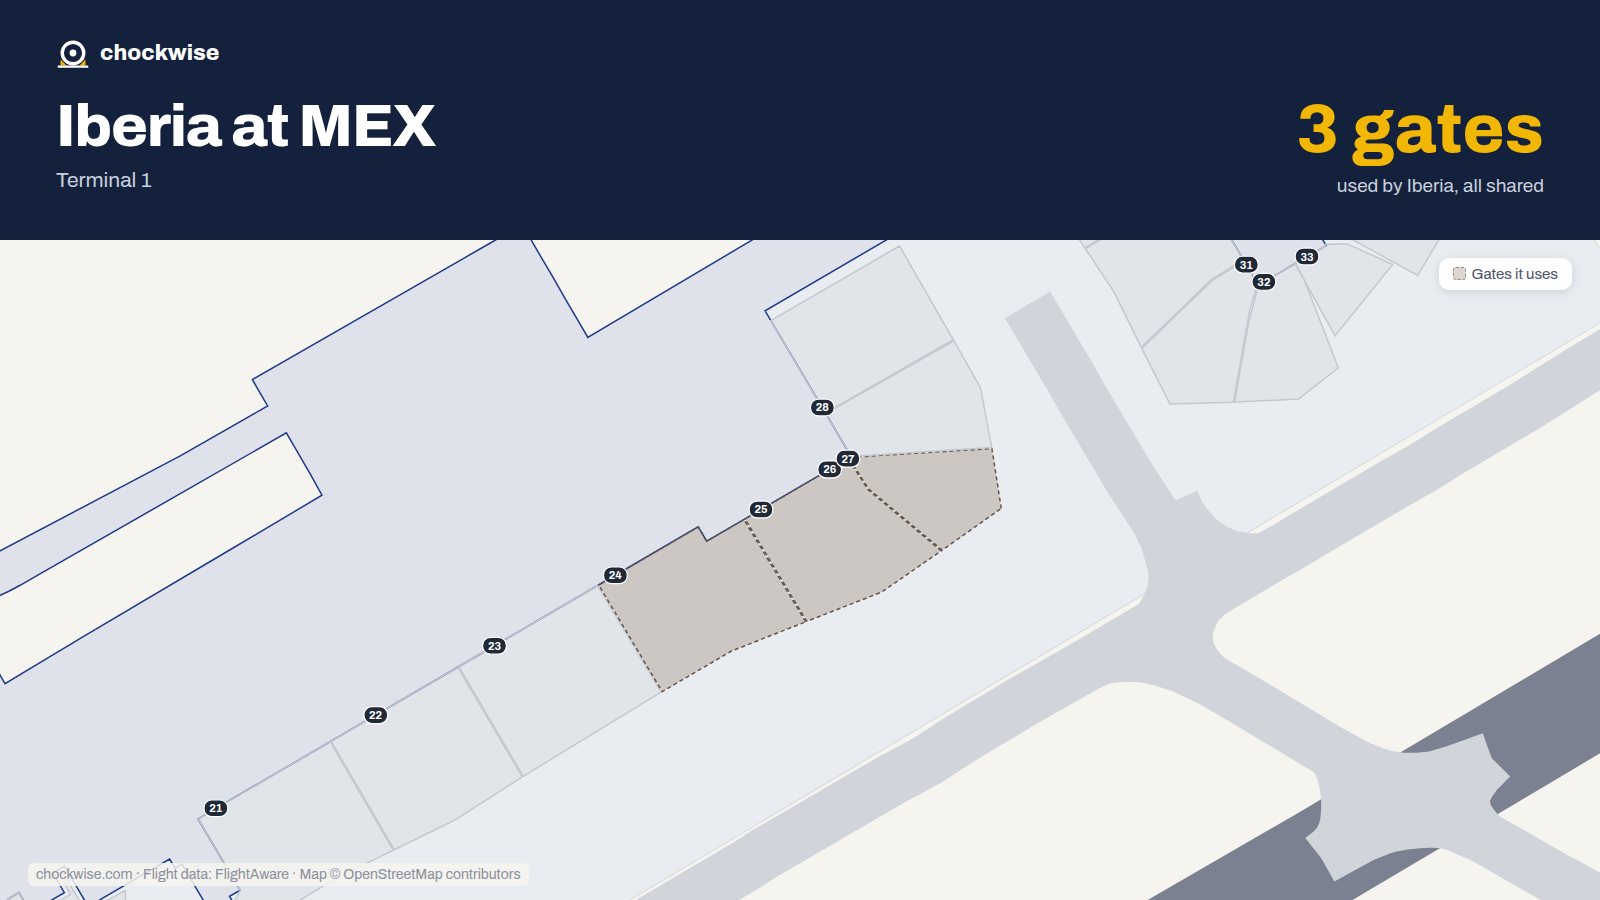 chockwise
Iberia at MEX
Terminal 1
3 gates
used by Iberia, all shared
Gates it uses
31
32
33
28
27
26
25
24
23
22
21
chockwise.com · Flight data: FlightAware · Map © OpenStreetMap contributors